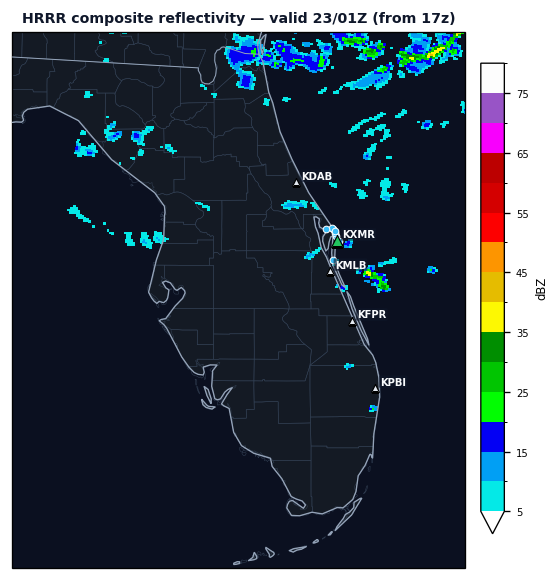 HRRR composite reflectivity — valid 23/01Z (from 17z)
75
65
55
45
35
25
15
5
dBZ
KDAB
KXMR
KMLB
KFPR
KPBI